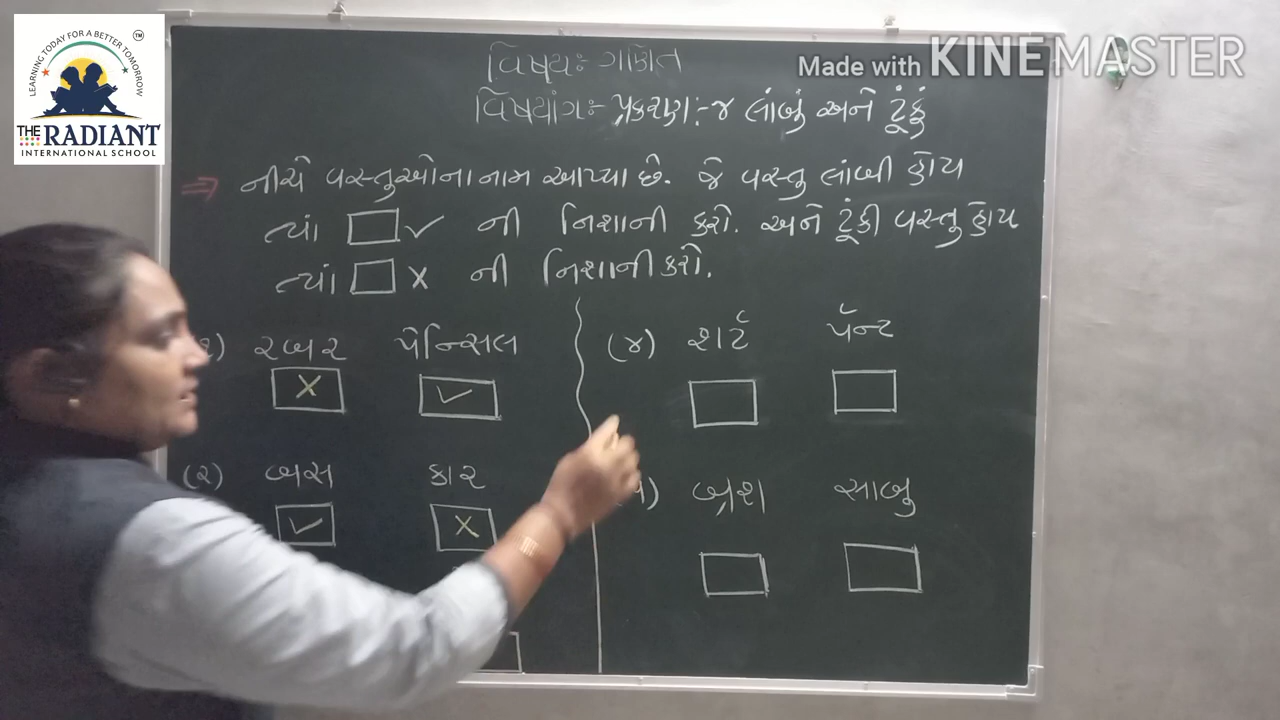 LEARNING TODAY FOR A BETTER TOMORROW
TM
THE RADIANT
INTERNATIONAL SCHOOL
Made with KINEMASTER
વિષયઃ- ગણિત
વિષયાંગઃ- પ્રકરણ:-૪ લાંબુ અને ટૂંકું
⇒ નીચે વસ્તુઓના નામ આપ્યા છે. જે વસ્તુ લાંબી હોય
ત્યાં ☐ ✓ ની નિશાની કરો. અને ટૂંકી વસ્તુ હોય
ત્યાં ☐ X ની નિશાની કરો.
રબર પેન્સિલ
X ✓
(૨) બસ કાર
✓ X
(૪) શર્ટ પૅન્ટ
બ્રશ સાબુ